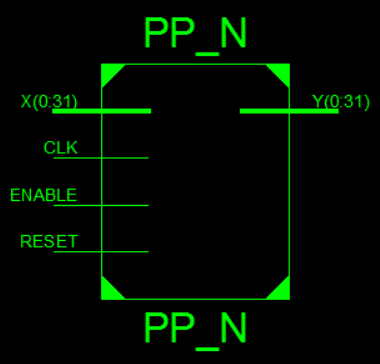 PP_N
X(0:31)
Y(0:31)
CLK
ENABLE
RESET
PP_N